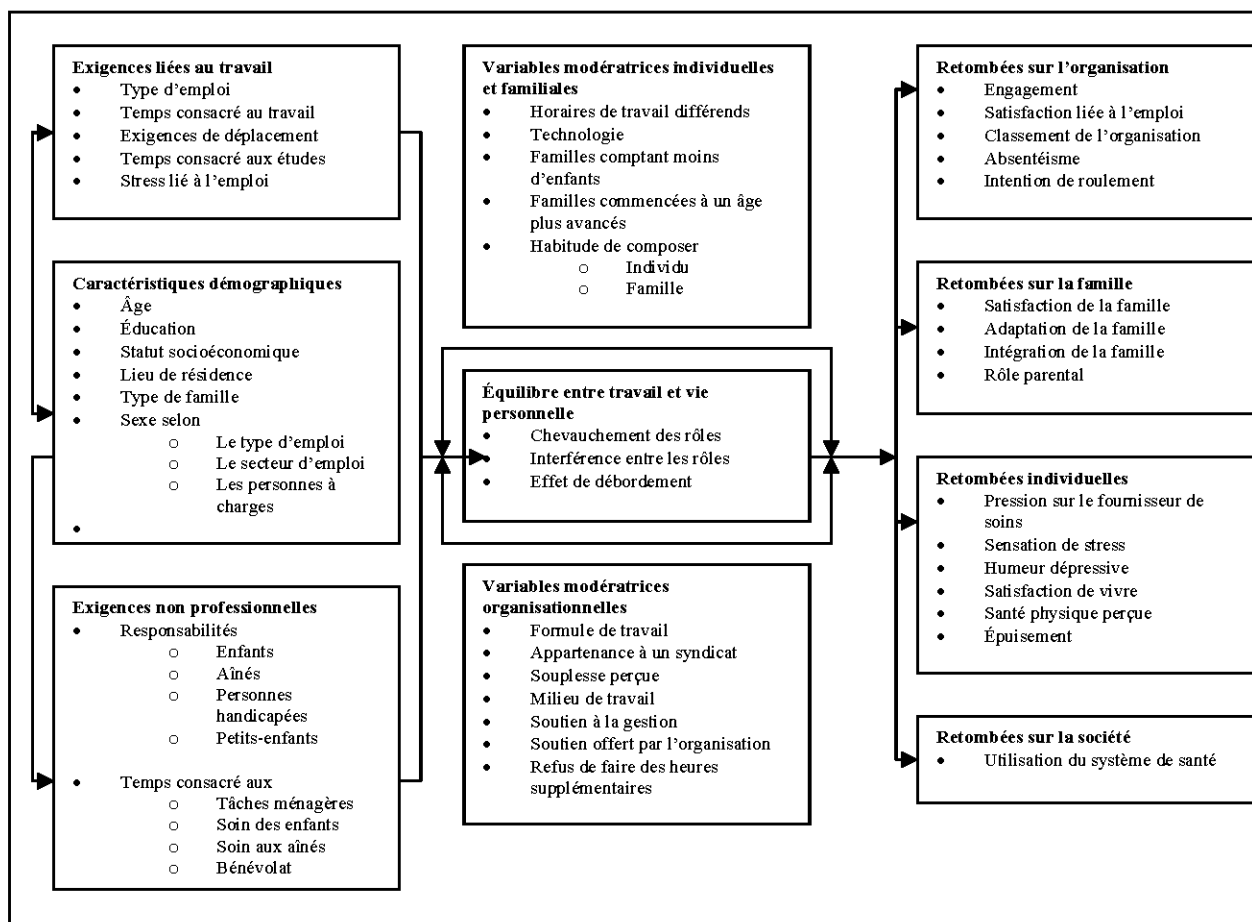 Exigences liées au travail
• Type d'emploi
• Temps consacré au travail
• Exigences de déplacement
• Temps consacré aux études
• Stress lié à l'emploi
Caractéristiques démographiques
• Âge
• Éducation
• Statut socioéconomique
• Lieu de résidence
• Type de famille
• Sexe selon
○ Le type d'emploi
○ Le secteur d'emploi
○ Les personnes à
charges
•
Exigences non professionnelles
• Responsabilités
○ Enfants
○ Aînés
○ Personnes
handicapées
○ Petits-enfants
• Temps consacré aux
○ Tâches ménagères
○ Soin des enfants
○ Soin aux aînés
○ Bénévolat
Variables modératrices individuelles
et familiales
• Horaires de travail différends
• Technologie
• Familles comptant moins
d'enfants
• Familles commencées à un âge
plus avancés
• Habitude de composer
○ Individu
○ Famille
Équilibre entre travail et vie
personnelle
• Chevauchement des rôles
• Interférence entre les rôles
• Effet de débordement
Variables modératrices
organisationnelles
• Formule de travail
• Appartenance à un syndicat
• Souplesse perçue
• Milieu de travail
• Soutien à la gestion
• Soutien offert par l'organisation
• Refus de faire des heures
supplémentaires
Retombées sur l'organisation
• Engagement
• Satisfaction liée à l'emploi
• Classement de l'organisation
• Absentéisme
• Intention de roulement
Retombées sur la famille
• Satisfaction de la famille
• Adaptation de la famille
• Intégration de la famille
• Rôle parental
Retombées individuelles
• Pression sur le fournisseur de
soins
• Sensation de stress
• Humeur dépressive
• Satisfaction de vivre
• Santé physique perçue
• Épuisement
Retombées sur la société
• Utilisation du système de santé